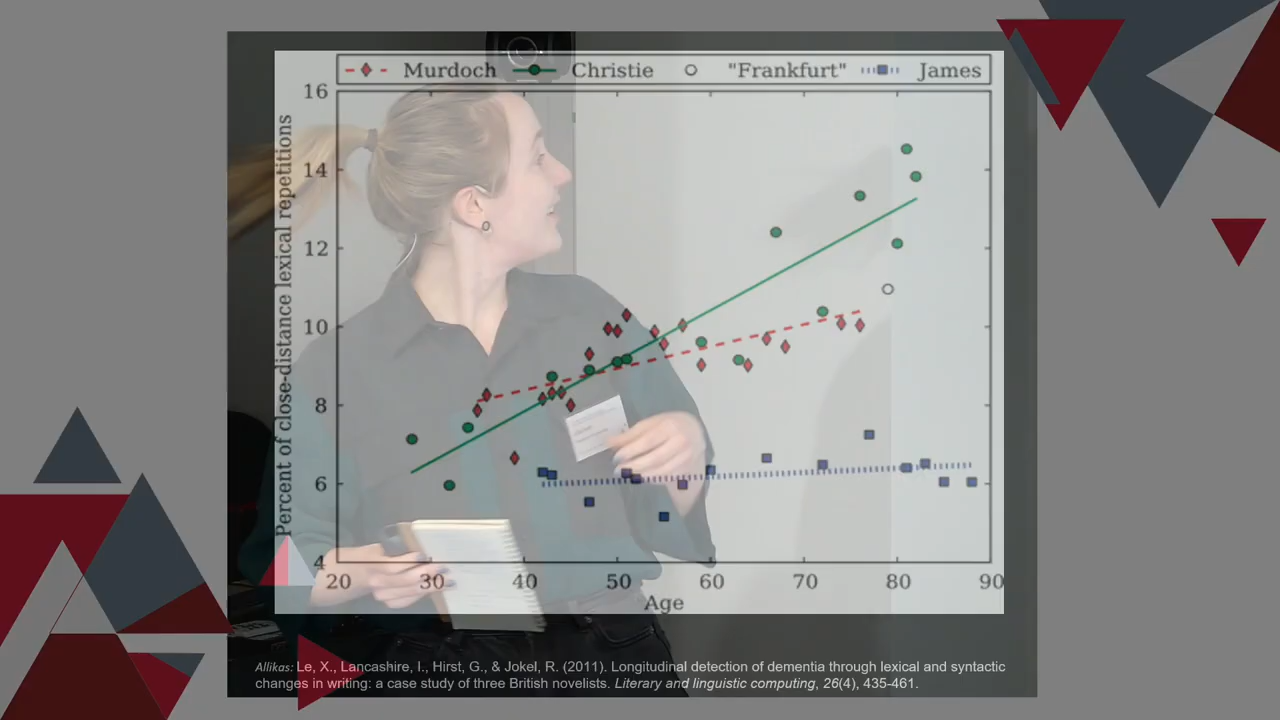 Murdoch Christie "Frankfurt" James
16
14
12
10
8
6
4
Percent of close-distance lexical repetitions
20 30 40 50 60 70 80 90
Age
Allikas: Le, X., Lancashire, I., Hirst, G., & Jokel, R. (2011). Longitudinal detection of dementia through lexical and syntactic
changes in writing: a case study of three British novelists. Literary and linguistic computing, 26(4), 435-461.